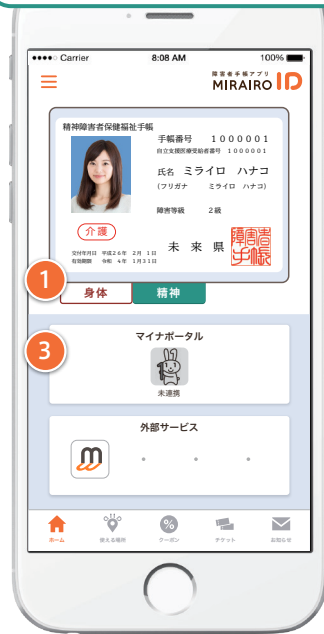 Carrier 8:08 AM 100%
障害者手帳アプリ
MIRAIRO ID
精神障害者保健福祉手帳
手帳番号 1000001
自立支援医療受給者番号 1000001
氏名 ミライロ ハナコ
(フリガナ ミライロ ハナコ)
障害等級 2級
介護
交付年月日 平成26年 2月 1日
有効期限 令和 4年 1月31日
未来県
障害者手帳
1
身体 精神
3
マイナポータル
未連携
外部サービス
m
ホーム 使える場所 クーポン チケット お知らせ